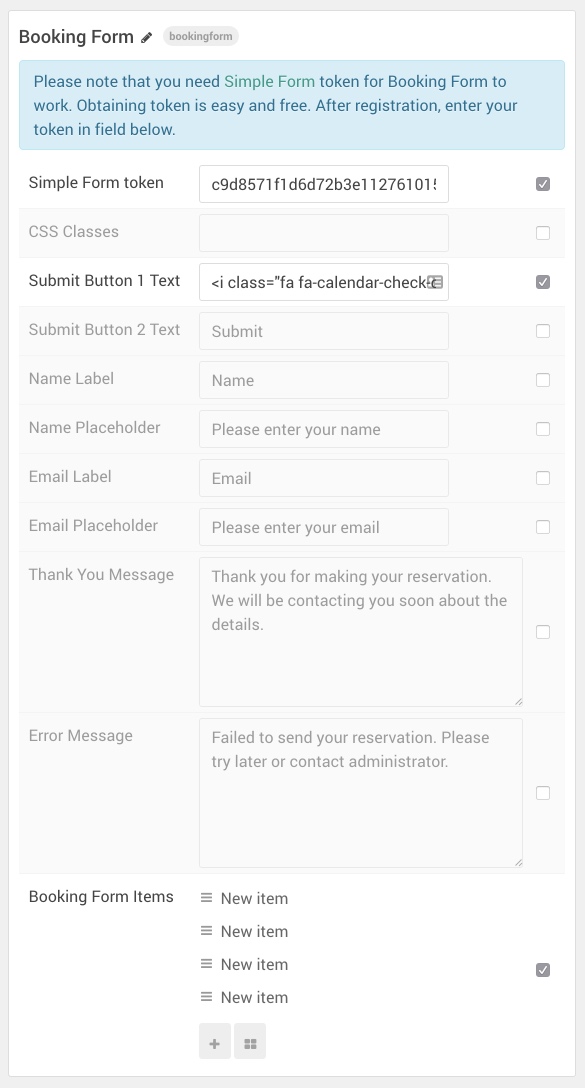 Booking Form bookingform
Please note that you need Simple Form token for Booking Form to
work. Obtaining token is easy and free. After registration, enter your
token in field below.
Simple Form token c9d8571f1d6d72b3e112761015
CSS Classes
Submit Button 1 Text <i class="fa fa-calendar-check-
Submit Button 2 Text Submit
Name Label Name
Name Placeholder Please enter your name
Email Label Email
Email Placeholder Please enter your email
Thank You Message Thank you for making your reservation.
We will be contacting you soon about the
details.
Error Message Failed to send your reservation. Please
try later or contact administrator.
Booking Form Items New item
New item
New item
New item